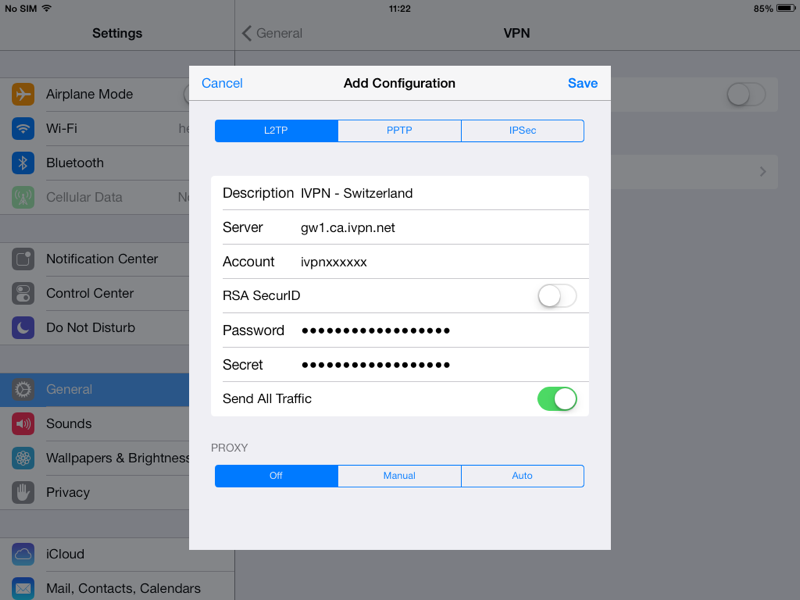 No SIM 11:22 85%
Settings General VPN
Cancel Add Configuration Save
L2TP PPTP IPSec
Description IVPN - Switzerland
Server gw1.ca.ivpn.net
Account ivpnxxxxxx
RSA SecurID
Password ●●●●●●●●●●●●●●●●●●
Secret ●●●●●●●●●●●●●●●●●●
Send All Traffic
PROXY
Off Manual Auto
Airplane Mode
Wi-Fi he
Bluetooth
Cellular Data No
Notification Center
Control Center
Do Not Disturb
General
Sounds
Wallpapers & Brightness
Privacy
iCloud
Mail, Contacts, Calendars